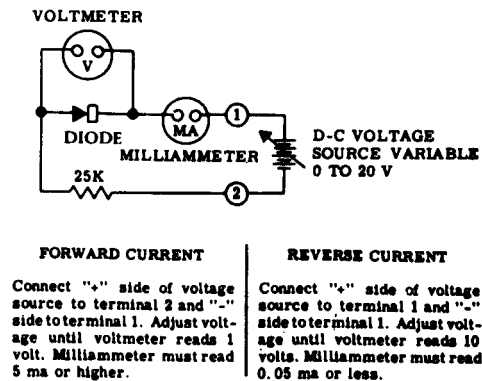 VOLTMETER
V
DIODE
MA
MILLIAMMETER
1
D-C VOLTAGE
SOURCE VARIABLE
0 TO 20 V
25K
2
FORWARD CURRENT
Connect "+" side of voltage
source to terminal 2 and "-"
side to terminal 1. Adjust volt-
age until voltmeter reads 1
volt. Milliammeter must read
5 ma or higher.
REVERSE CURRENT
Connect "+" side of voltage
source to terminal 1 and "-"
side to terminal 2. Adjust volt-
age until voltmeter reads 10
volts. Milliammeter must read
0.05 ma or less.